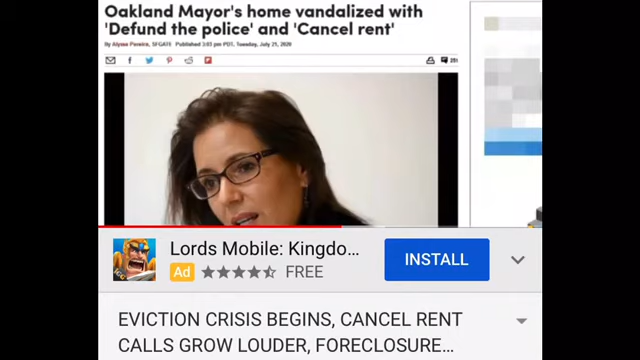 Oakland Mayor's home vandalized with
'Defund the police' and 'Cancel rent'
By Alyssa Pereira, SFGATE Published 3:03 pm PDT, Tuesday, July 21, 2020
251
Lords Mobile: Kingdo...
Ad FREE
INSTALL
EVICTION CRISIS BEGINS, CANCEL RENT
CALLS GROW LOUDER, FORECLOSURE...